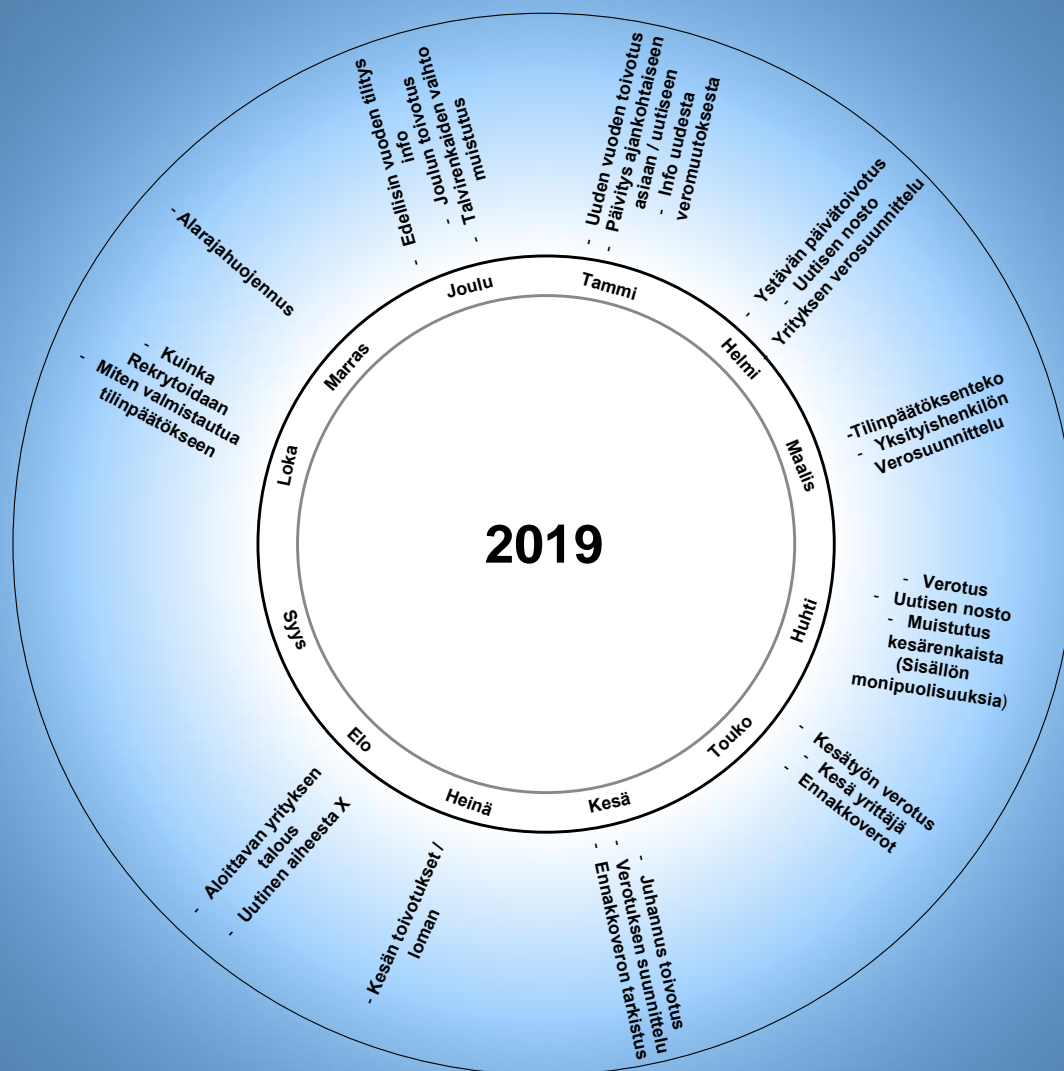 2019
Tammi
- Uuden vuoden toivotus
- Päivitys ajankohtaiseen
asiaan / uutiseen
- Info uudesta
veromuutoksesta
Helmi
- Ystävän päivätoivotus
- Uutisen nosto
- Yrityksen verosuunnittelu
Maalis
-Tilinpäätöksenteko
- Yksityishenkilön
Verosuunnittelu
Huhti
- Verotus
- Uutisen nosto
- Muistutus
kesärenkaista
(Sisällön
monipuolisuuksia)
Touko
- Kesätyön verotus
- Kesä yrittäjä
- Ennakkoverot
Kesä
- Juhannus toivotus
- Verotuksen suunnittelu
- Ennakkoveron tarkistus
Heinä
- Kesän toivotukset /
loman
Elo
- Aloittavan yrityksen
talous
- Uutinen aiheesta X
Syys
Loka
- Kuinka
Rekrytoidaan
- Miten valmistautua
tilinpäätökseen
Marras
- Alarajahuojennus
Joulu
- Edellisin vuoden tilitys
info
- Joulun toivotus
- Talvirenkaiden vaihto
muistutus